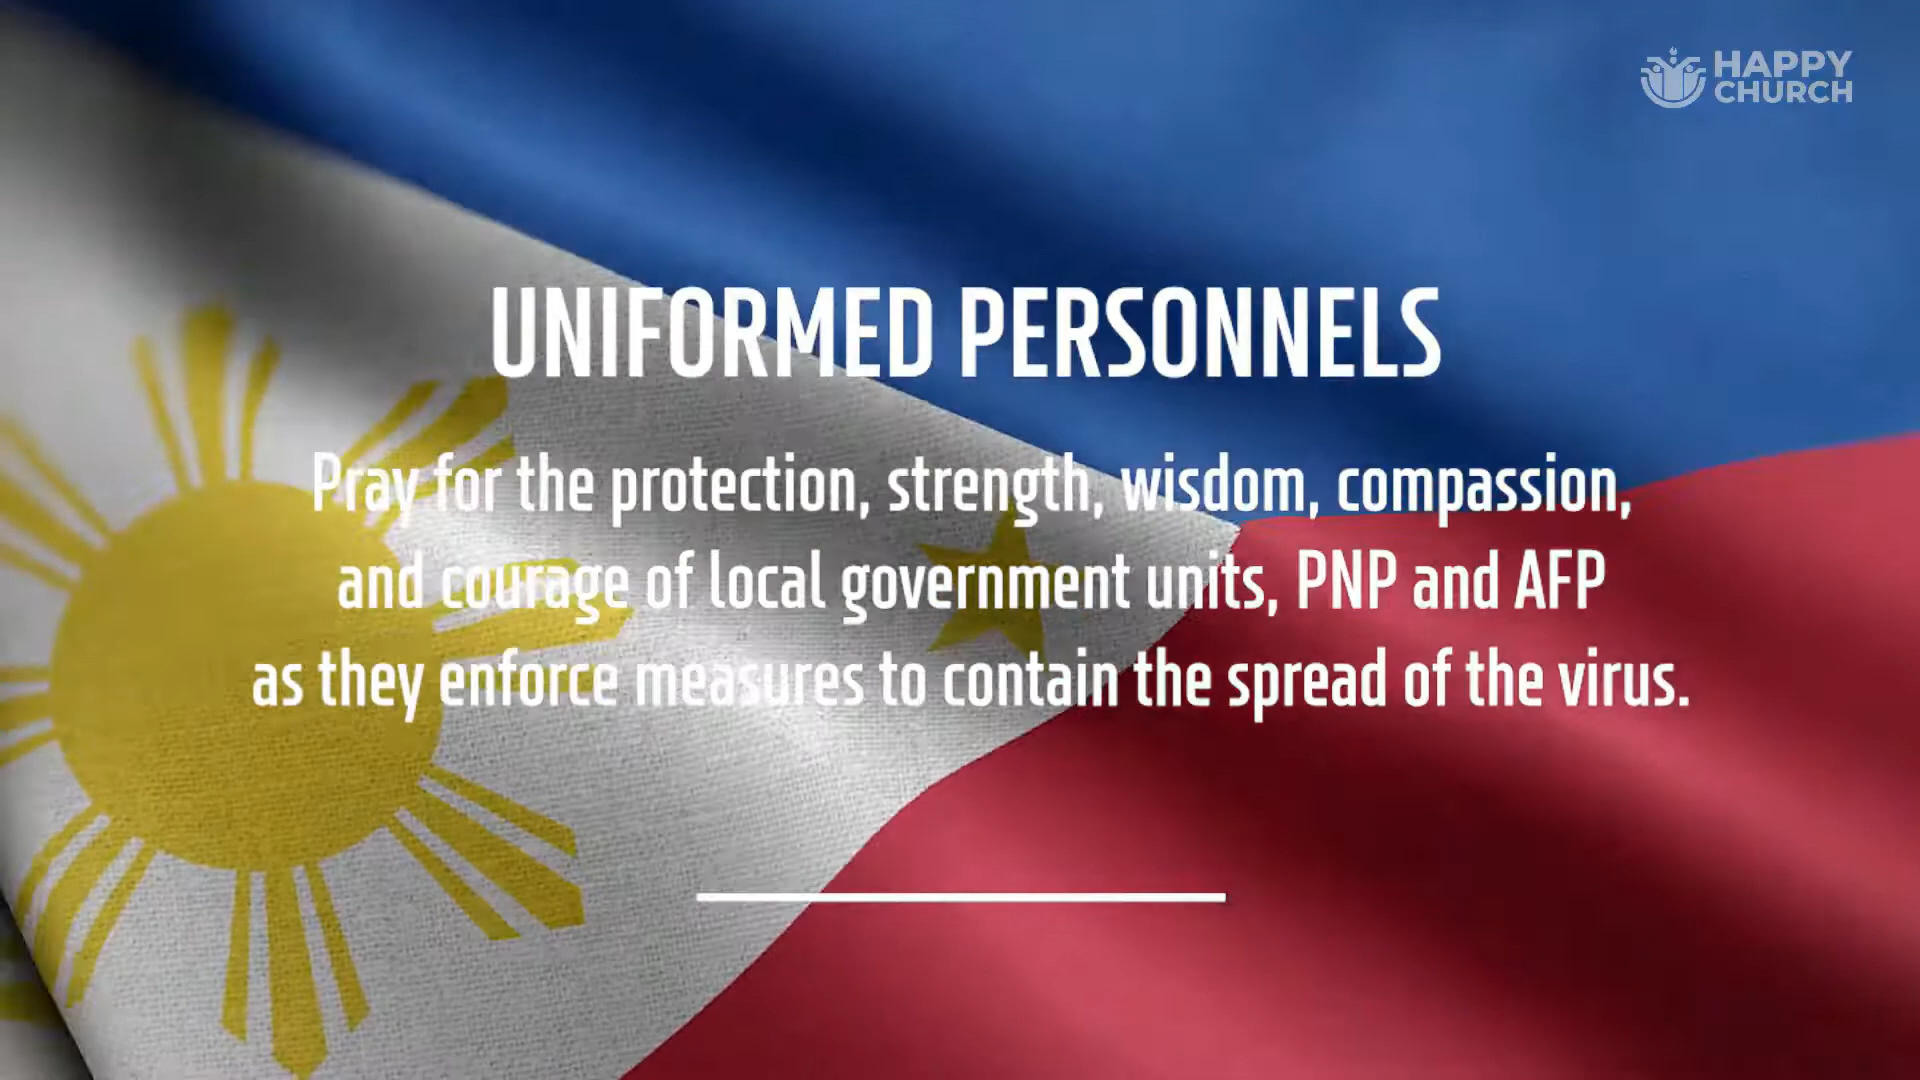 HAPPY
CHURCH
UNIFORMED PERSONNELS
Pray for the protection, strength, wisdom, compassion,
and courage of local government units, PNP and AFP
as they enforce measures to contain the spread of the virus.